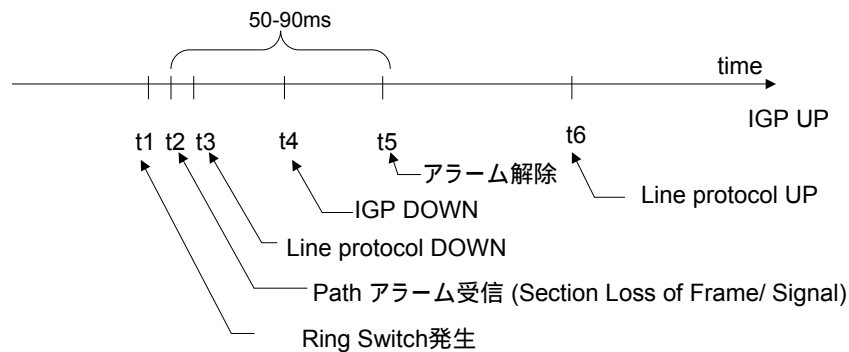 50-90ms
time
IGP UP
t1 t2 t3 t4 t5 t6
アラーム解除
Line protocol UP
IGP DOWN
Line protocol DOWN
Path アラーム受信 (Section Loss of Frame/ Signal)
Ring Switch発生